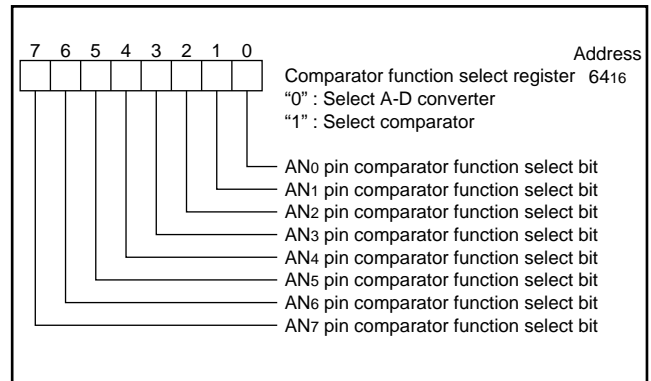 7 6 5 4 3 2 1 0
Address
Comparator function select register 6416
“0” : Select A-D converter
“1” : Select comparator
AN0 pin comparator function select bit
AN1 pin comparator function select bit
AN2 pin comparator function select bit
AN3 pin comparator function select bit
AN4 pin comparator function select bit
AN5 pin comparator function select bit
AN6 pin comparator function select bit
AN7 pin comparator function select bit